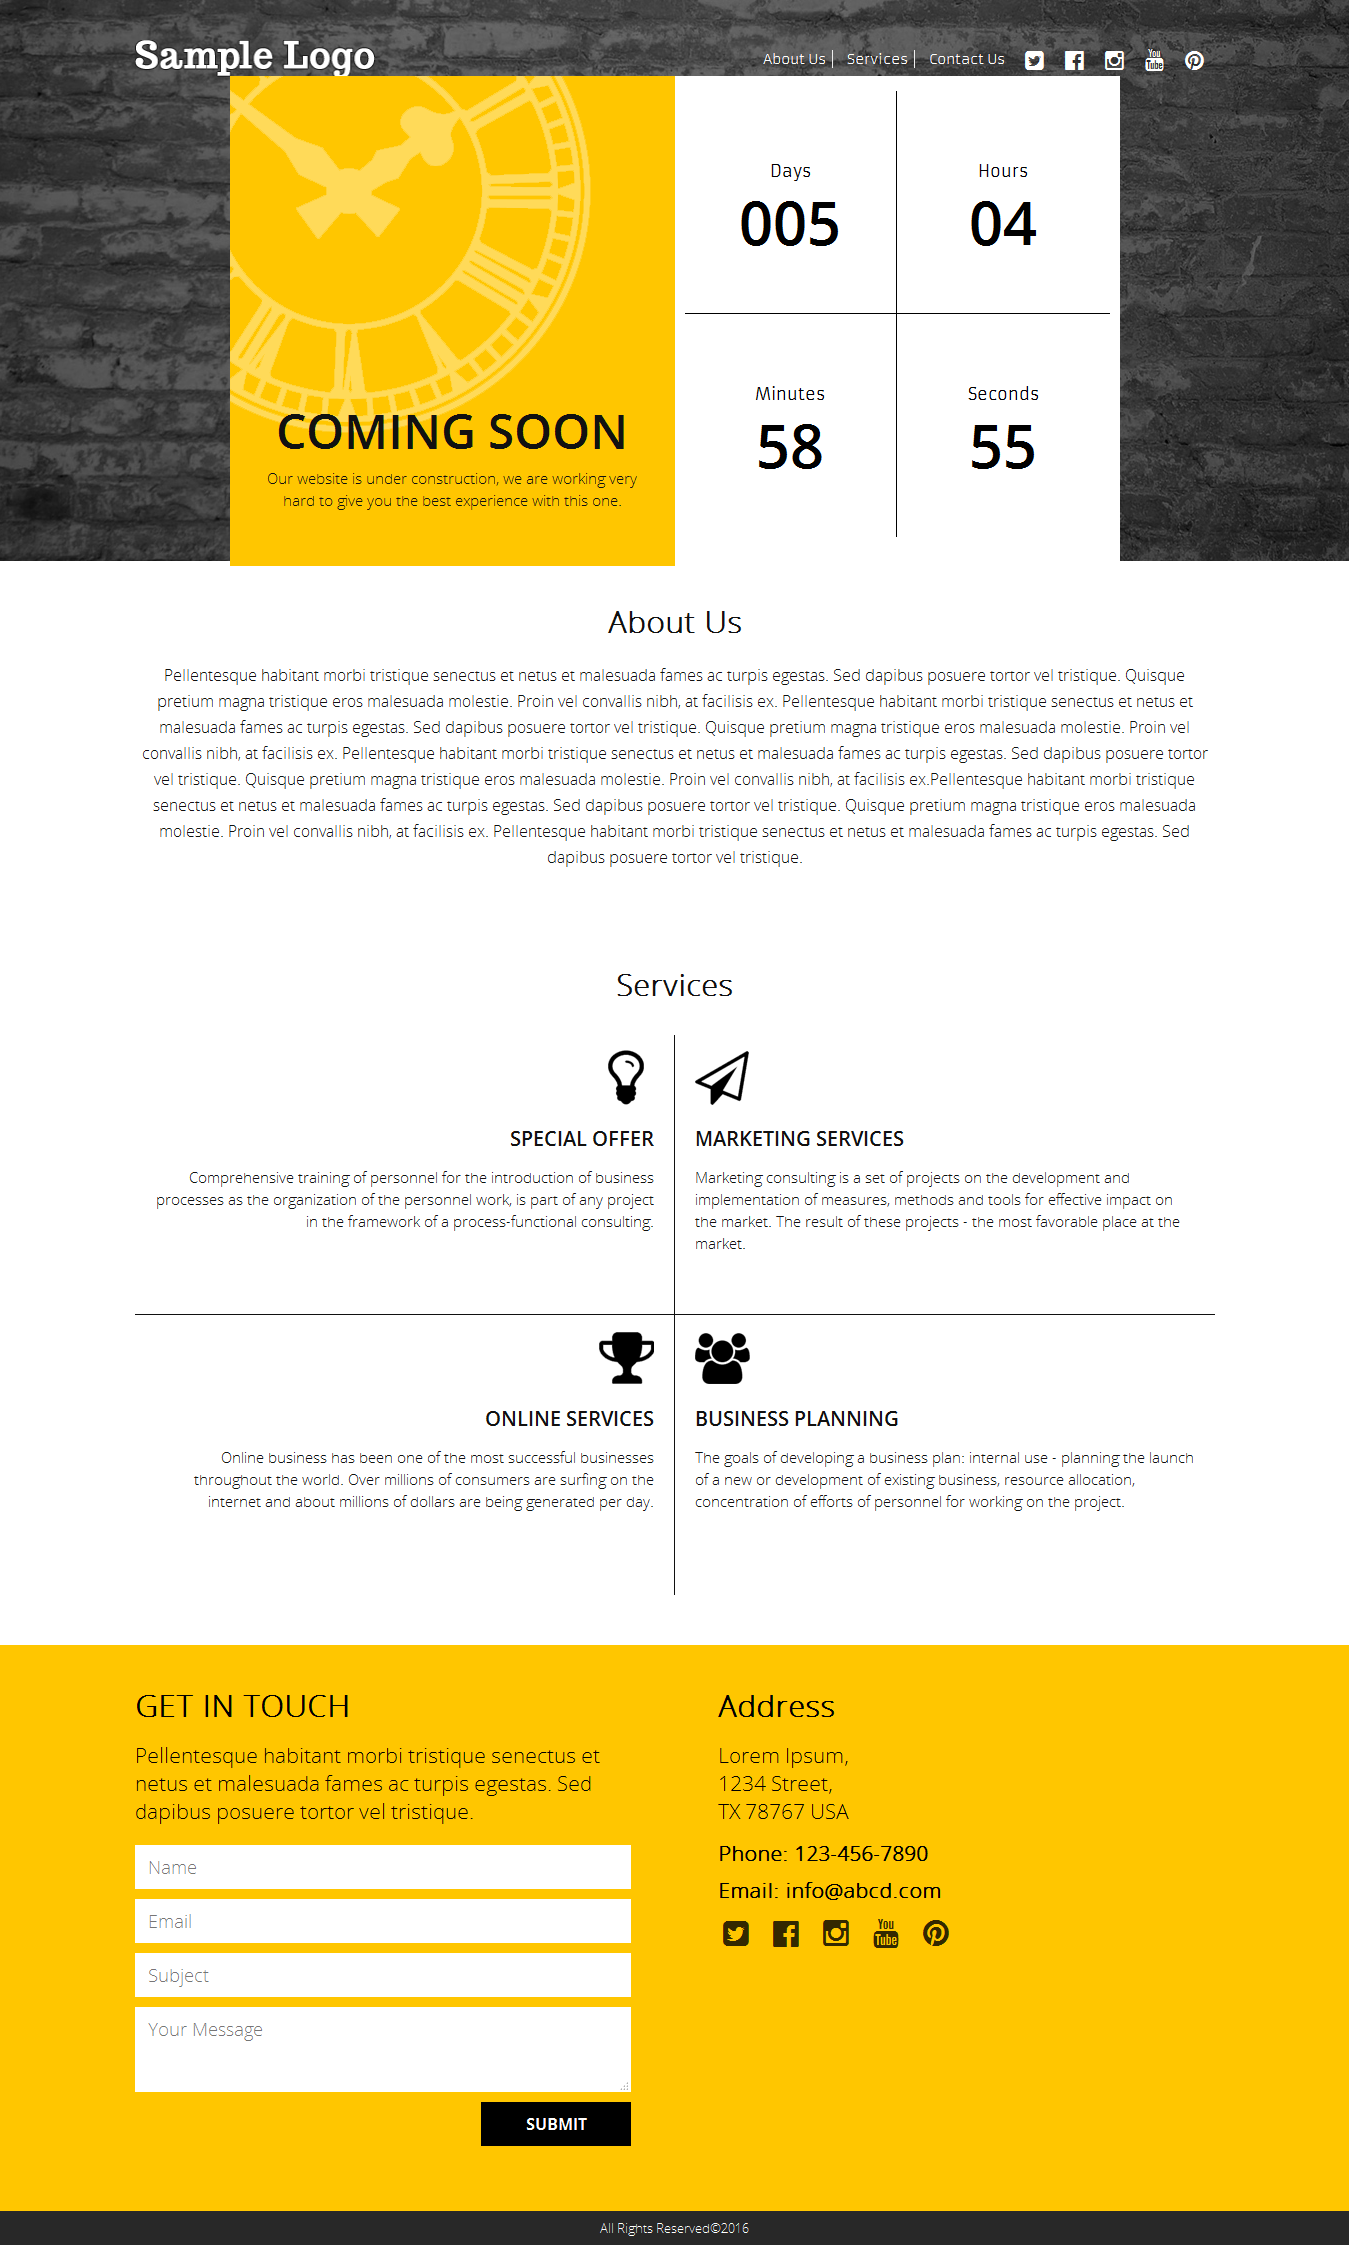 Sample Logo
About Us
Services
Contact Us
You
Tube
Days
005
Hours
04
Minutes
58
Seconds
55
COMING SOON
Our website is under construction, we are working very
hard to give you the best experience with this one.
About Us
Pellentesque habitant morbi tristique senectus et netus et malesuada fames ac turpis egestas. Sed dapibus posuere tortor vel tristique. Quisque
pretium magna tristique eros malesuada molestie. Proin vel convallis nibh, at facilisis ex. Pellentesque habitant morbi tristique senectus et netus et
malesuada fames ac turpis egestas. Sed dapibus posuere tortor vel tristique. Quisque pretium magna tristique eros malesuada molestie. Proin vel
convallis nibh, at facilisis ex. Pellentesque habitant morbi tristique senectus et netus et malesuada fames ac turpis egestas. Sed dapibus posuere tortor
vel tristique. Quisque pretium magna tristique eros malesuada molestie. Proin vel convallis nibh, at facilisis ex.Pellentesque habitant morbi tristique
senectus et netus et malesuada fames ac turpis egestas. Sed dapibus posuere tortor vel tristique. Quisque pretium magna tristique eros malesuada
molestie. Proin vel convallis nibh, at facilisis ex. Pellentesque habitant morbi tristique senectus et netus et malesuada fames ac turpis egestas. Sed
dapibus posuere tortor vel tristique.
Services
SPECIAL OFFER
Comprehensive training of personnel for the introduction of business
processes as the organization of the personnel work, is part of any project
in the framework of a process-functional consulting.
MARKETING SERVICES
Marketing consulting is a set of projects on the development and
implementation of measures, methods and tools for effective impact on
the market. The result of these projects - the most favorable place at the
market.
ONLINE SERVICES
Online business has been one of the most successful businesses
throughout the world. Over millions of consumers are surfing on the
internet and about millions of dollars are being generated per day.
BUSINESS PLANNING
The goals of developing a business plan: internal use - planning the launch
of a new or development of existing business, resource allocation,
concentration of efforts of personnel for working on the project.
GET IN TOUCH
Pellentesque habitant morbi tristique senectus et
netus et malesuada fames ac turpis egestas. Sed
dapibus posuere tortor vel tristique.
Name
Email
Subject
Your Message
SUBMIT
Address
Lorem Ipsum,
1234 Street,
TX 78767 USA
Phone: 123-456-7890
Email: info@abcd.com
You
Tube
All Rights Reserved©2016